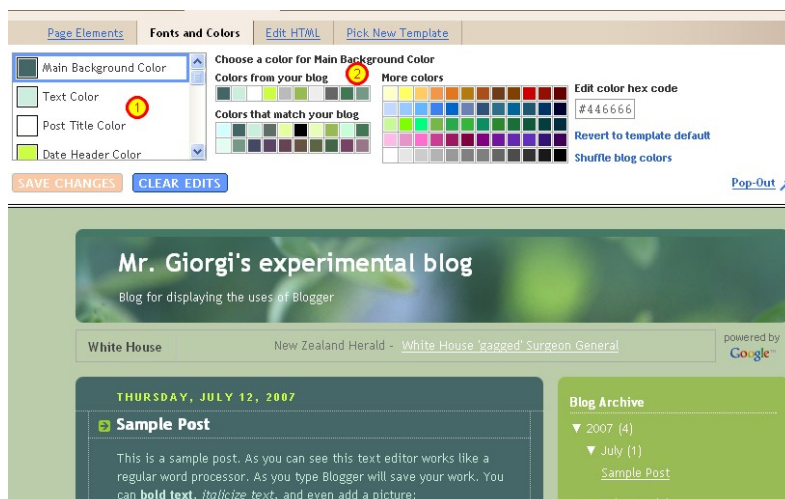 Page Elements Fonts and Colors Edit HTML Pick New Template
Main Background Color
Text Color
Post Title Color
Date Header Color
1
Choose a color for Main Background Color
2
Colors from your blog
Colors that match your blog
More colors
Edit color hex code
#446666
Revert to template default
Shuffle blog colors
SAVE CHANGES CLEAR EDITS
Pop-Out
Mr. Giorgi's experimental blog
Blog for displaying the uses of Blogger
White House New Zealand Herald - White House 'gagged' Surgeon General
powered by
Google™
THURSDAY, JULY 12, 2007
Sample Post
This is a sample post. As you can see this text editor works like a
regular word processor. As you type Blogger will save your work. You
can bold text, italicize text, and even add a picture:
Blog Archive
▼ 2007 (4)
▼ July (1)
Sample Post